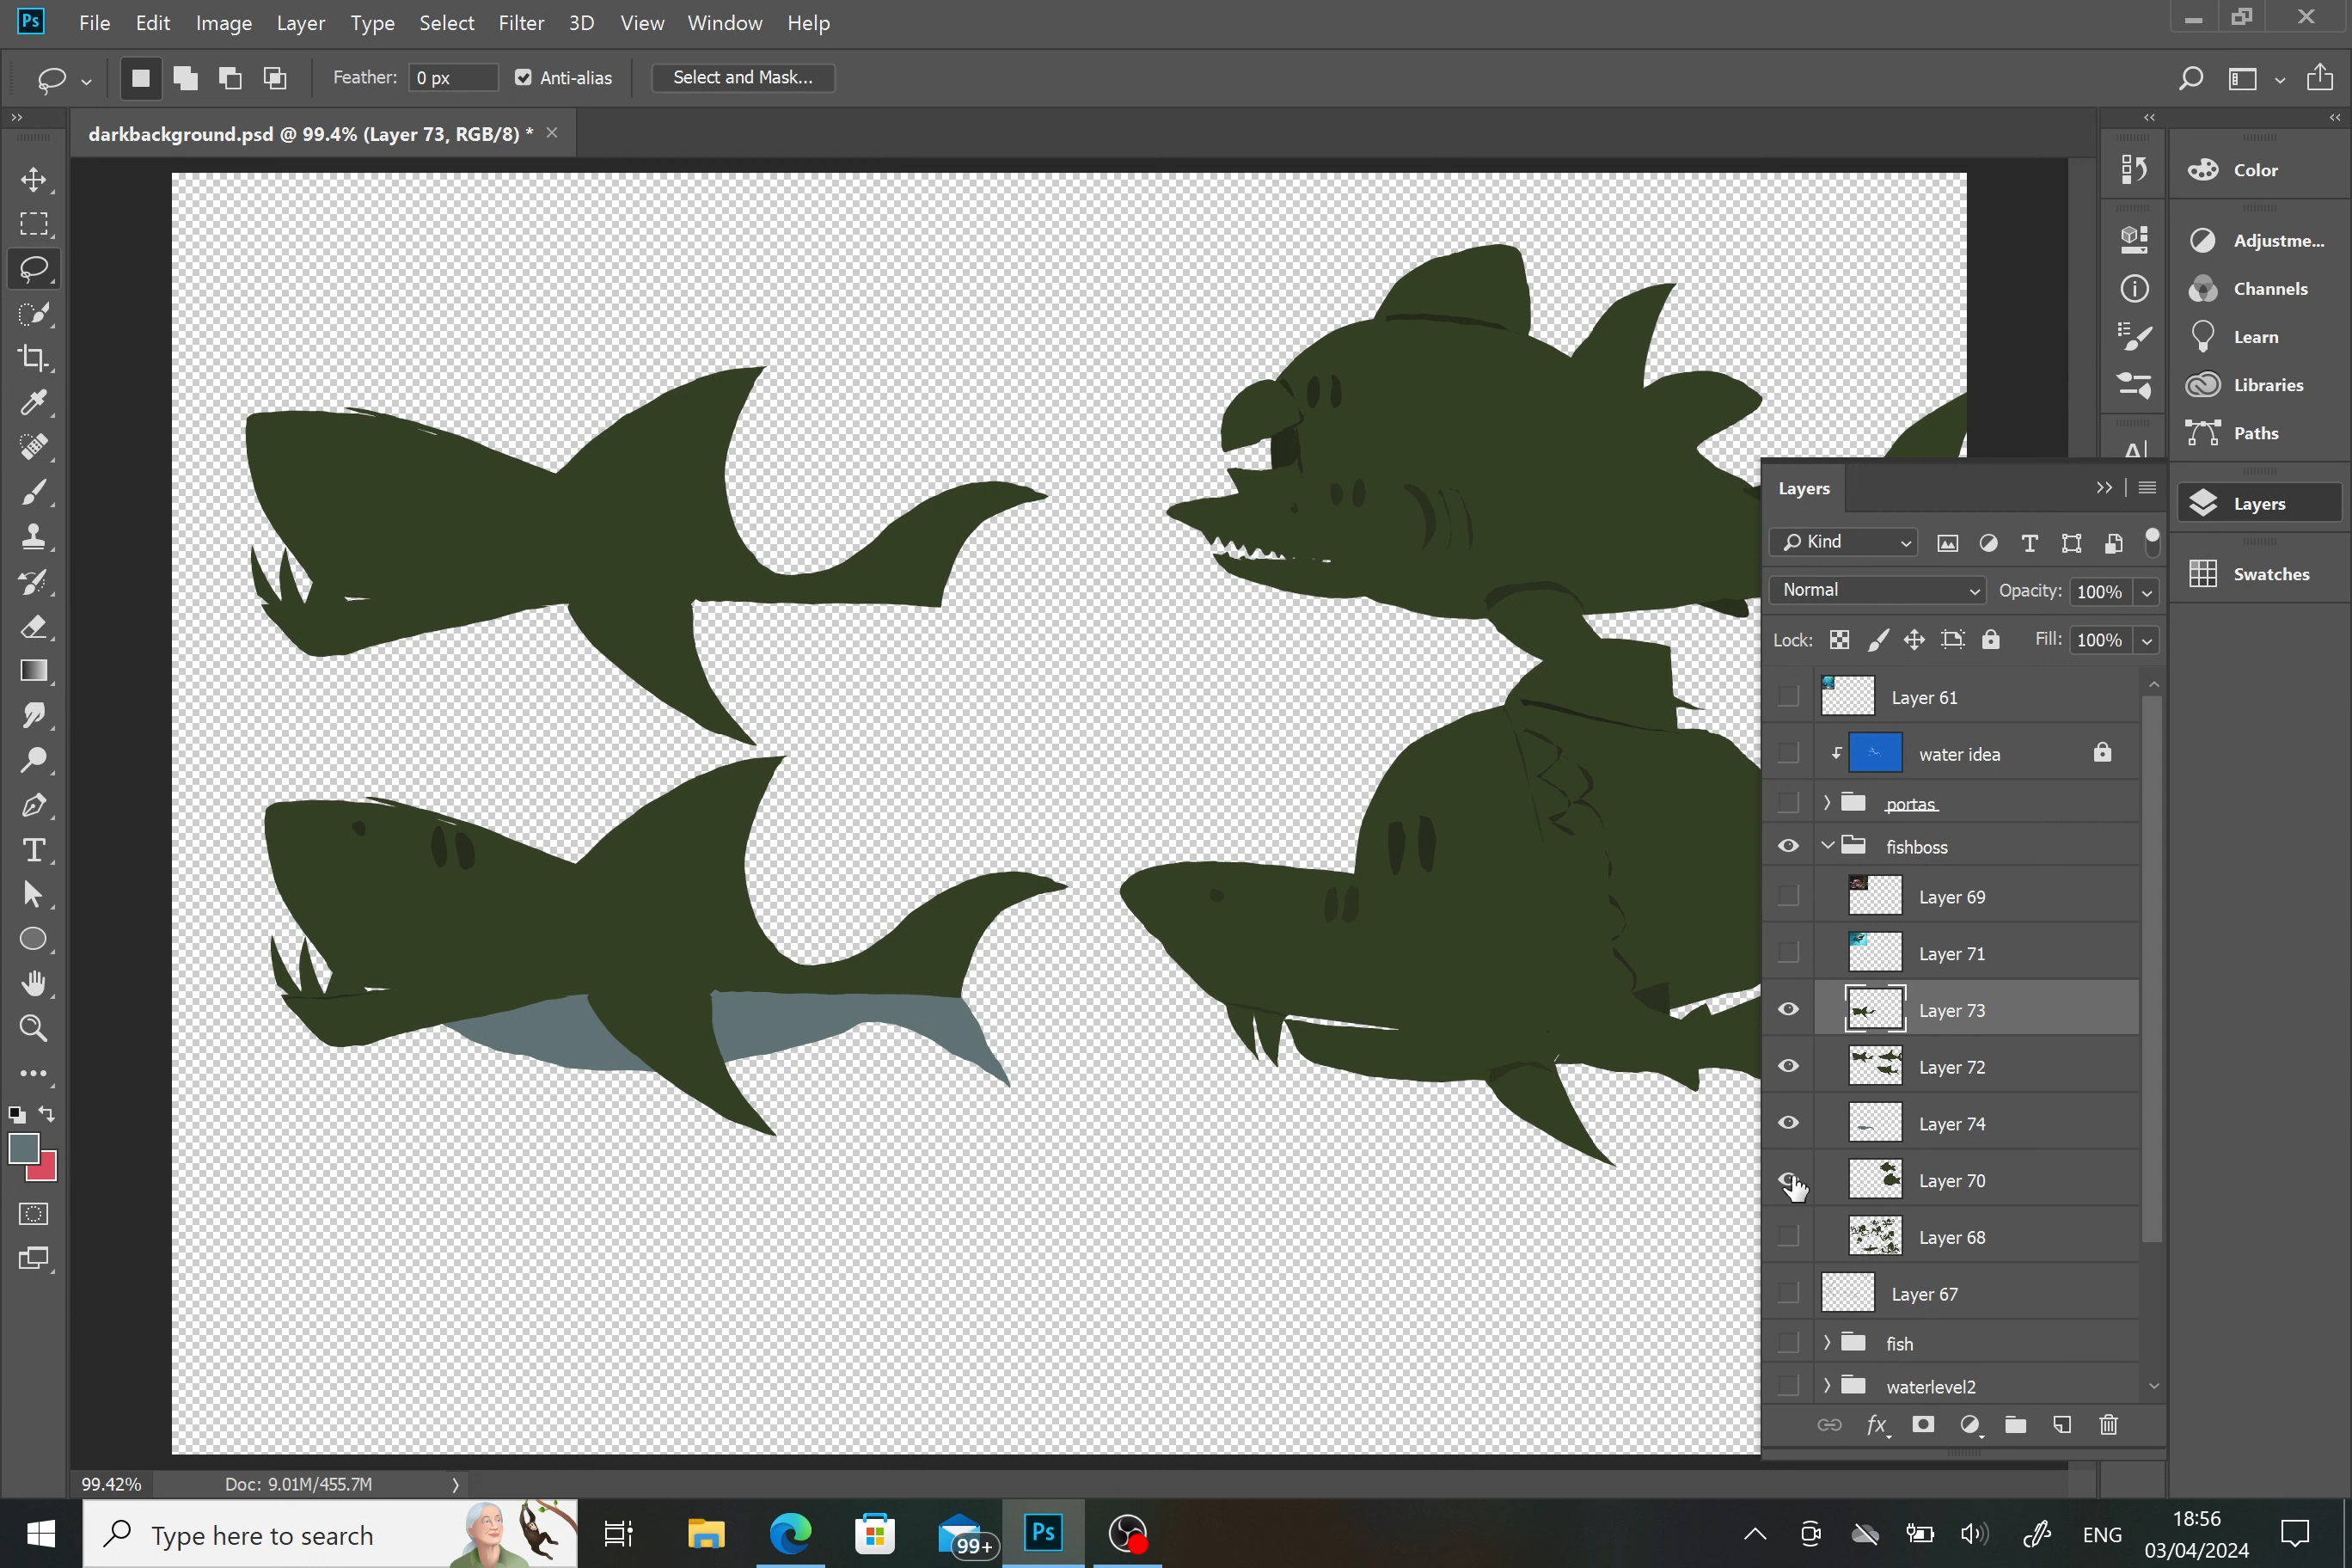 Ps File Edit Image Layer Type Select Filter 3D View Window Help
Feather: 0 px Anti-alias Select and Mask...
darkbackground.psd @ 99.4% (Layer 73, RGB/8) *
Color
Adjustme...
Channels
Learn
Libraries
Paths
Layers
Swatches
Layers
Kind
Normal Opacity: 100%
Lock: Fill: 100%
Layer 61
water idea
portas
fishboss
Layer 69
Layer 71
Layer 73
Layer 72
Layer 74
Layer 70
Layer 68
Layer 67
fish
waterlevel2
fx
99.42% Doc: 9.01M/455.7M
Type here to search
99+
Ps
ENG
18:56
03/04/2024